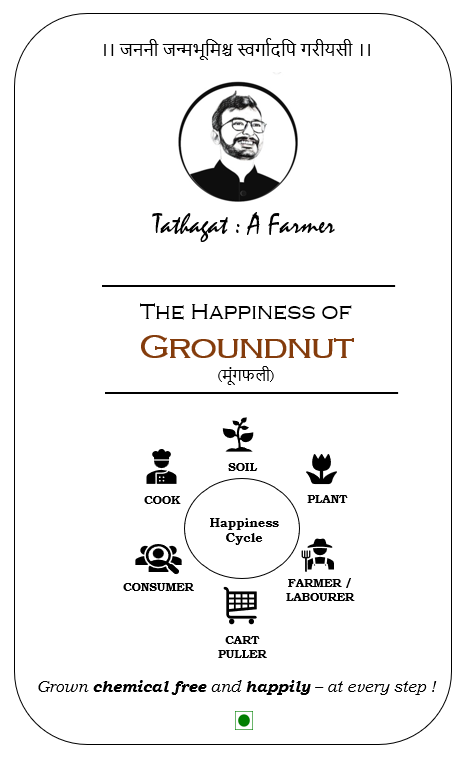 ।। जननी जन्मभूमिश्च स्वर्गादपि गरीयसी ।।
Tathagat : A Farmer
The Happiness of
Groundnut
(मूंगफली)
SOIL
COOK
PLANT
Happiness
Cycle
CONSUMER
FARMER /
LABOURER
CART
PULLER
Grown chemical free and happily – at every step !